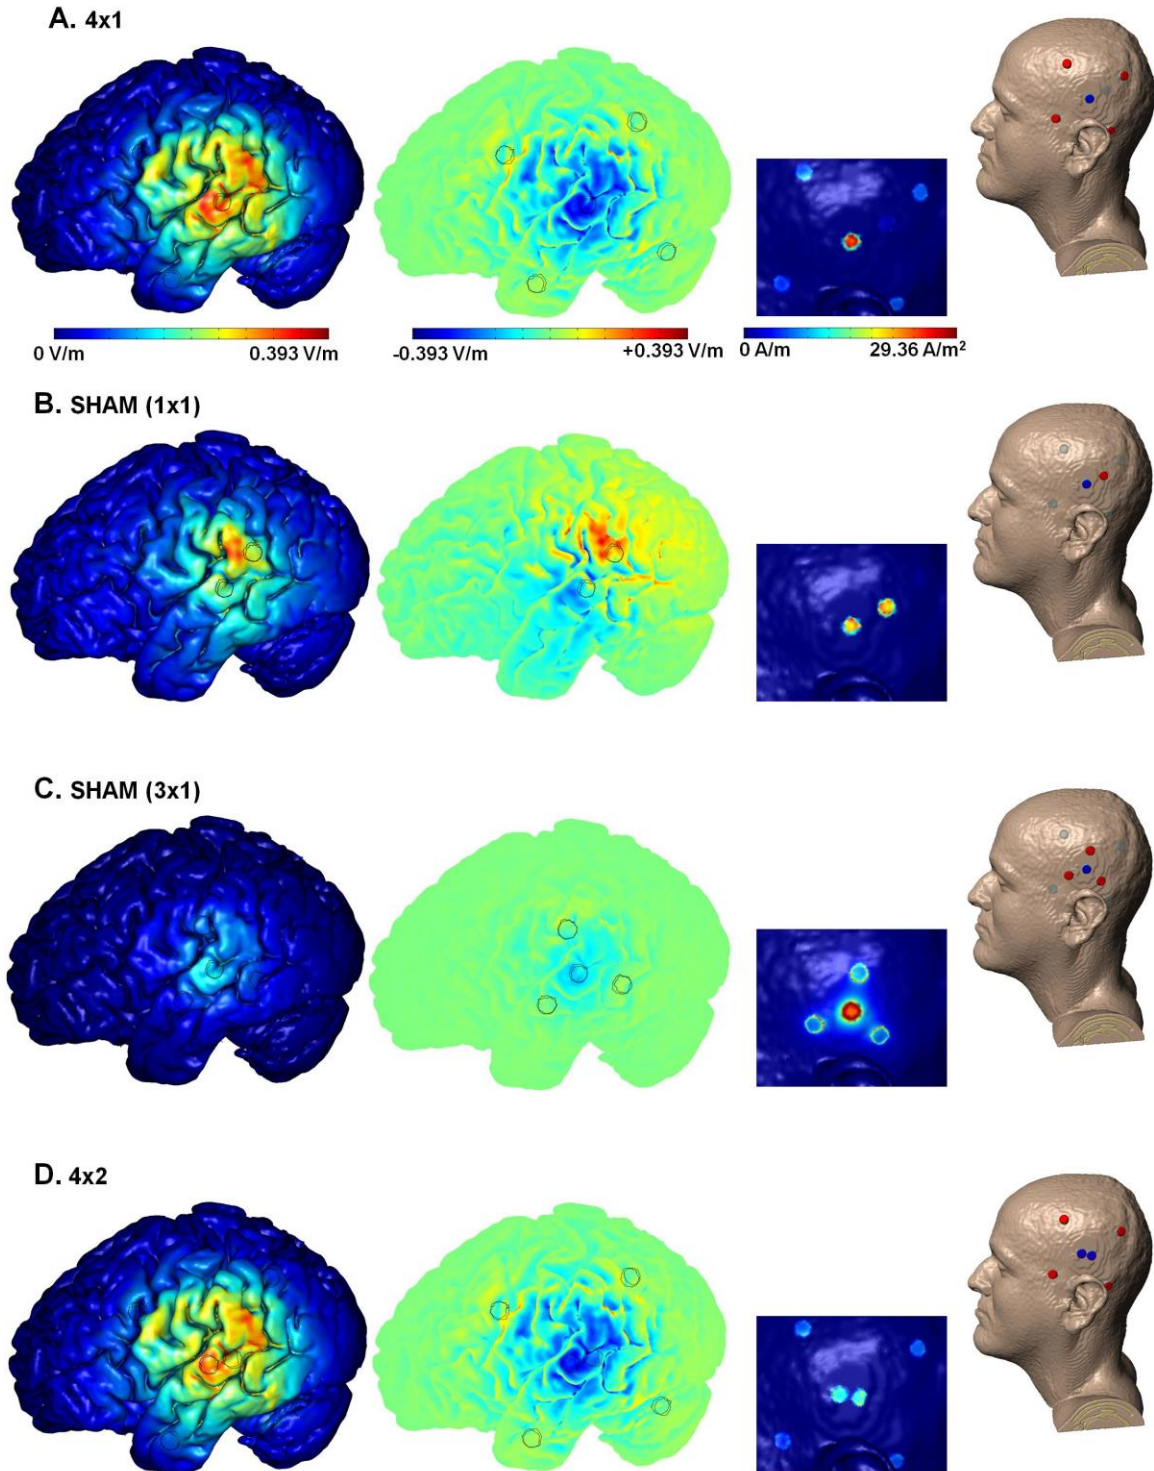 A. 4x1
0 V/m 0.393 V/m -0.393 V/m +0.393 V/m 0 A/m 29.36 A/m²
B. SHAM (1x1)
C. SHAM (3x1)
D. 4x2